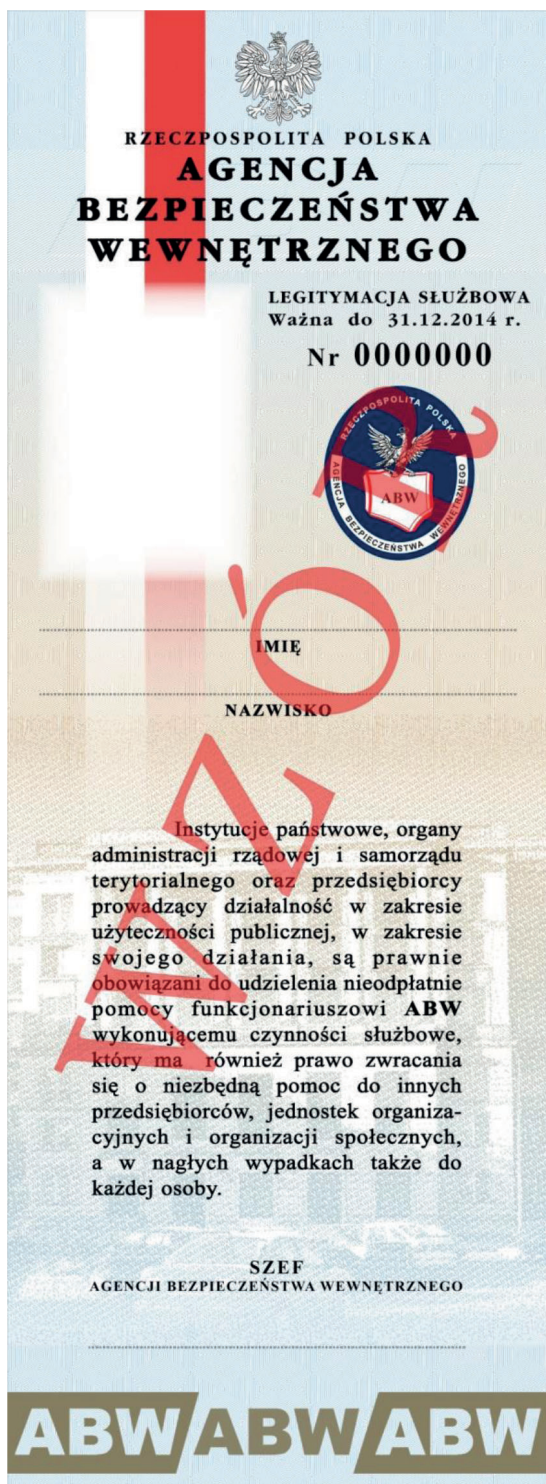 RZECZPOSPOLITA POLSKA
AGENCJA
BEZPIECZEŃSTWA
WEWNĘTRZNEGO
LEGITYMACJA SŁUŻBOWA
Ważna do 31.12.2014 r.
Nr 0000000
RZECZPOSPOLITA POLSKA
ABW
AGENCJA BEZPIECZEŃSTWA WEWNĘTRZNEGO
WZÓR
IMIĘ
NAZWISKO
Instytucje państwowe, organy
administracji rządowej i samorządu
terytorialnego oraz przedsiębiorcy
prowadzący działalność w zakresie
użyteczności publicznej, w zakresie
swojego działania, są prawnie
obowiązani do udzielenia nieodpłatnie
pomocy funkcjonariuszowi ABW
wykonującemu czynności służbowe,
który ma również prawo zwracania
się o niezbędną pomoc do innych
przedsiębiorców, jednostek organiza-
cyjnych i organizacji społecznych,
a w nagłych wypadkach także do
każdej osoby.
SZEF
AGENCJI BEZPIECZEŃSTWA WEWNĘTRZNEGO
ABW ABW ABW